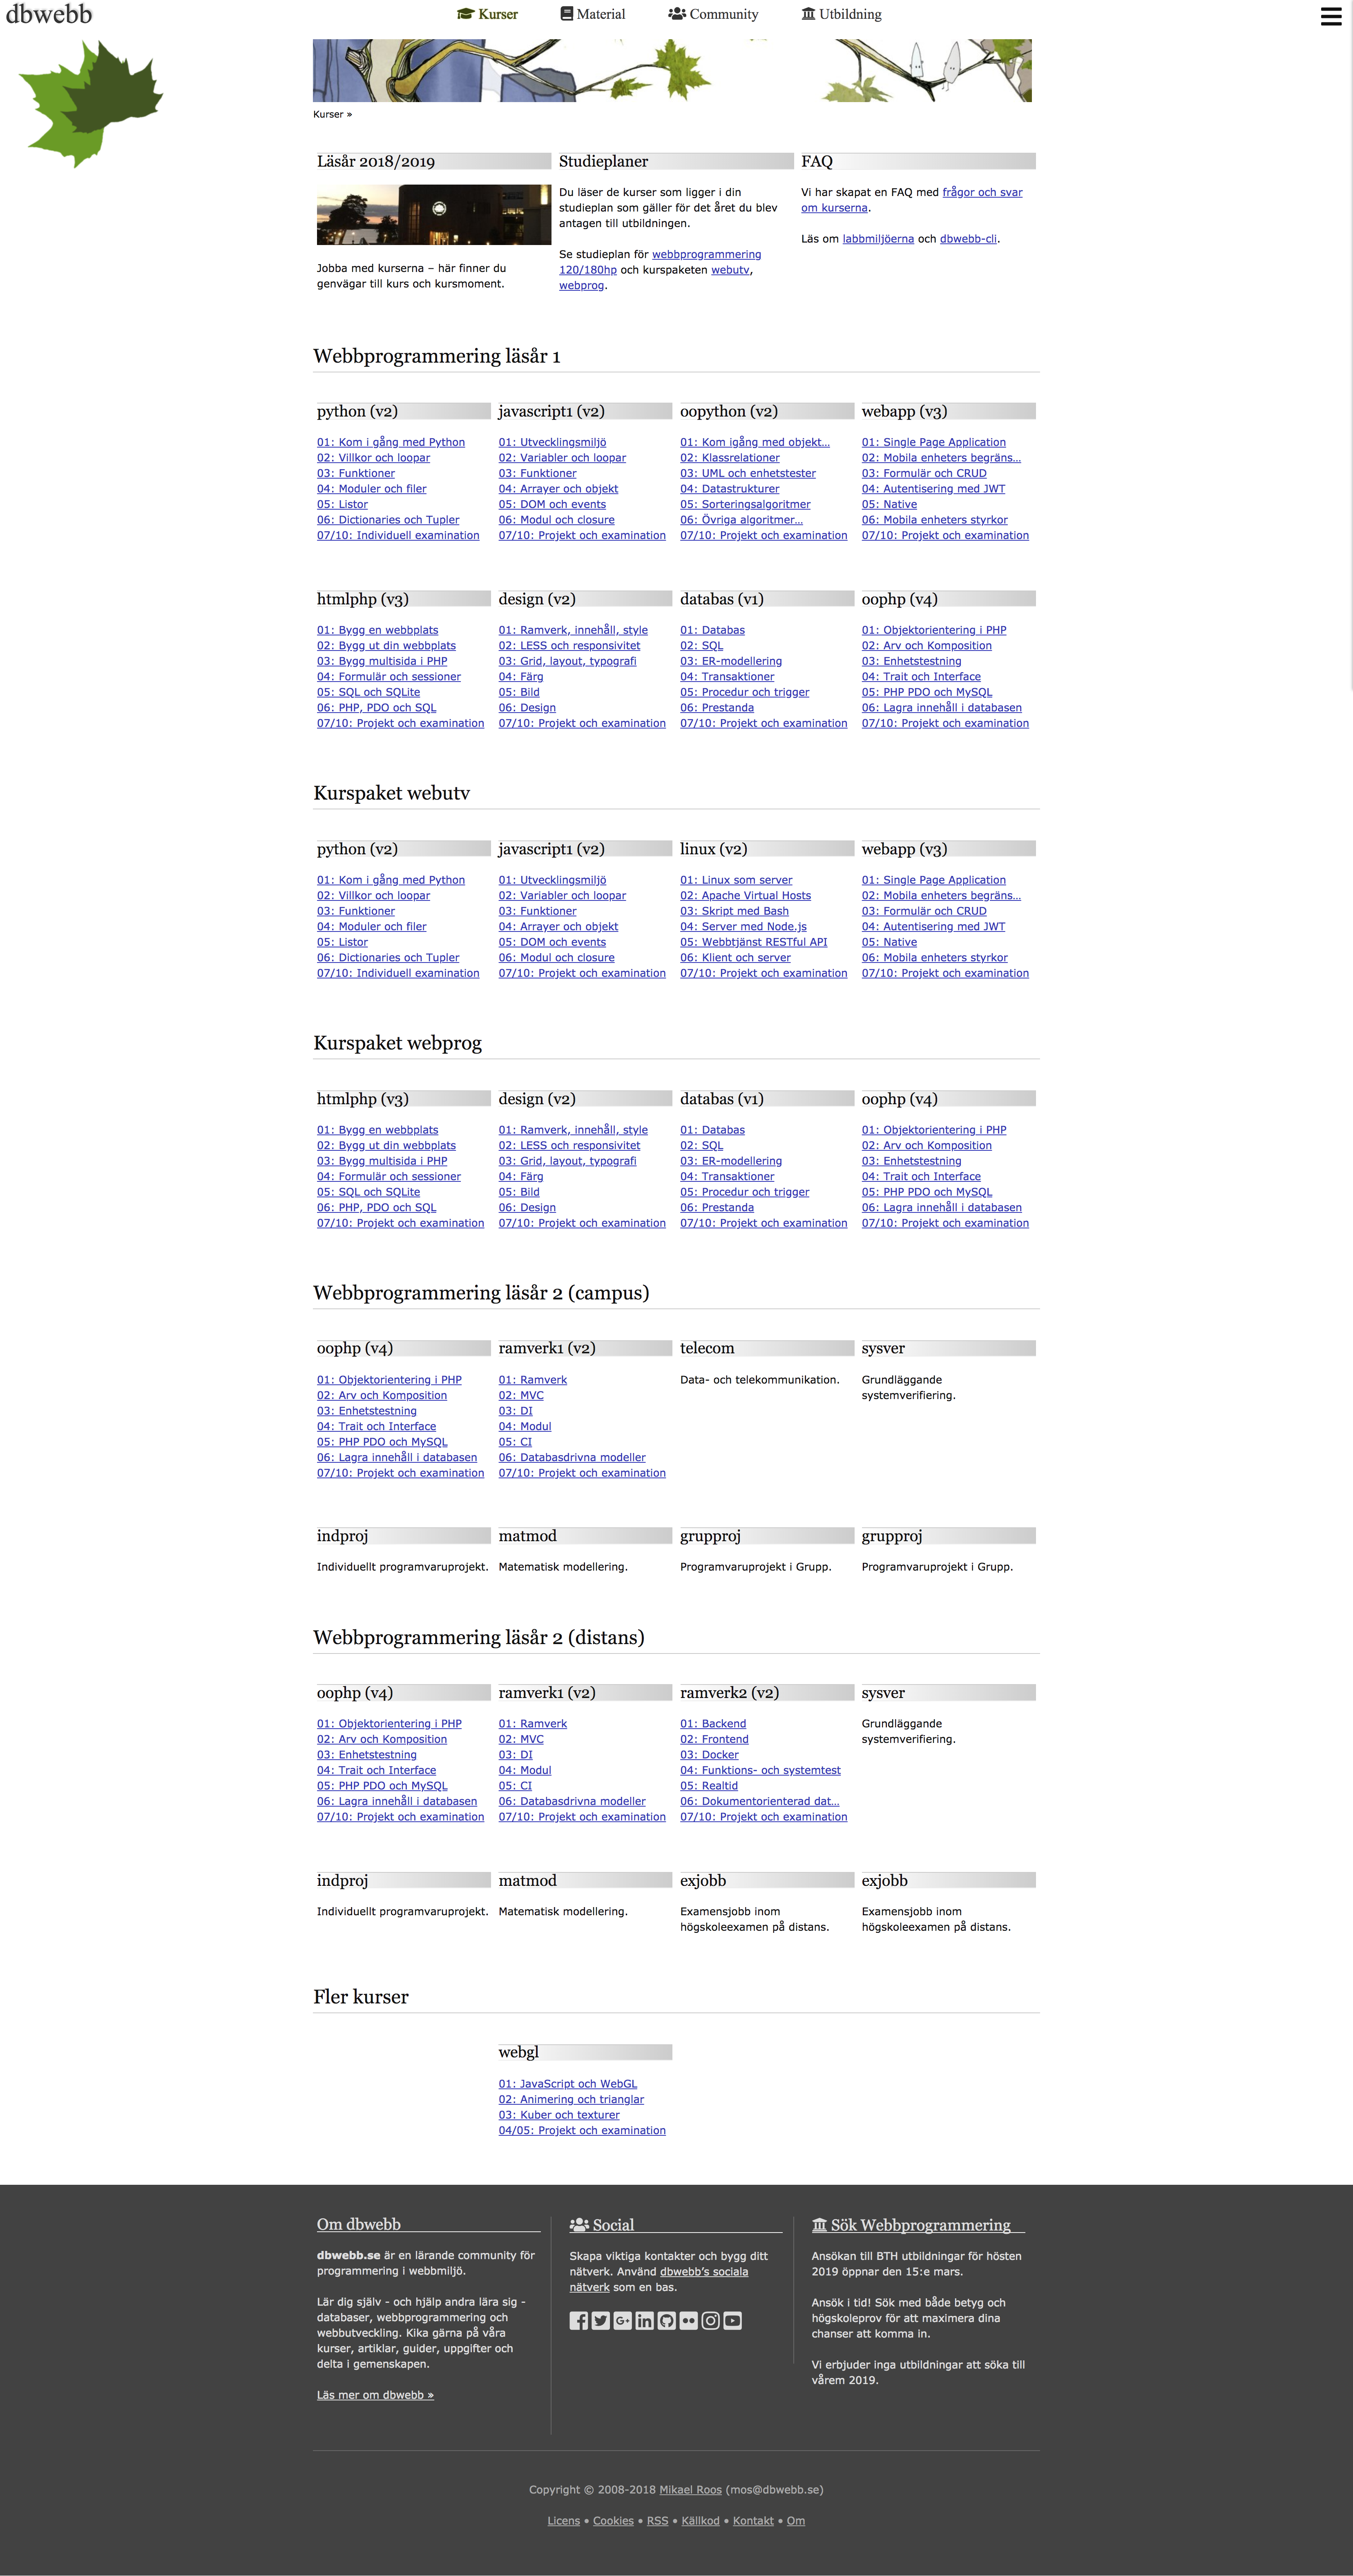 dbwebb
Kurser
Material
Community
Utbildning
Kurser »
Läsår 2018/2019
Jobba med kurserna – här finner du
genvägar till kurs och kursmoment.
Studieplaner
Du läser de kurser som ligger i din
studieplan som gäller för det året du blev
antagen till utbildningen.
Se studieplan för webbprogrammering
120/180hp och kurspaketen webutv,
webprog.
FAQ
Vi har skapat en FAQ med frågor och svar
om kurserna.
Läs om labbmiljöerna och dbwebb-cli.
Webbprogrammering läsår 1
python (v2)
01: Kom i gång med Python
02: Villkor och loopar
03: Funktioner
04: Moduler och filer
05: Listor
06: Dictionaries och Tupler
07/10: Individuell examination
javascript1 (v2)
01: Utvecklingsmiljö
02: Variabler och loopar
03: Funktioner
04: Arrayer och objekt
05: DOM och events
06: Modul och closure
07/10: Projekt och examination
oopython (v2)
01: Kom igång med objekt...
02: Klassrelationer
03: UML och enhetstester
04: Datastrukturer
05: Sorteringsalgoritmer
06: Övriga algoritmer...
07/10: Projekt och examination
webapp (v3)
01: Single Page Application
02: Mobila enheters begräns...
03: Formulär och CRUD
04: Autentisering med JWT
05: Native
06: Mobila enheters styrkor
07/10: Projekt och examination
htmlphp (v3)
01: Bygg en webbplats
02: Bygg ut din webbplats
03: Bygg multisida i PHP
04: Formulär och sessioner
05: SQL och SQLite
06: PHP, PDO och SQL
07/10: Projekt och examination
design (v2)
01: Ramverk, innehåll, style
02: LESS och responsivitet
03: Grid, layout, typografi
04: Färg
05: Bild
06: Design
07/10: Projekt och examination
databas (v1)
01: Databas
02: SQL
03: ER-modellering
04: Transaktioner
05: Procedur och trigger
06: Prestanda
07/10: Projekt och examination
oophp (v4)
01: Objektorientering i PHP
02: Arv och Komposition
03: Enhetstestning
04: Trait och Interface
05: PHP PDO och MySQL
06: Lagra innehåll i databasen
07/10: Projekt och examination
Kurspaket webutv
python (v2)
01: Kom i gång med Python
02: Villkor och loopar
03: Funktioner
04: Moduler och filer
05: Listor
06: Dictionaries och Tupler
07/10: Individuell examination
javascript1 (v2)
01: Utvecklingsmiljö
02: Variabler och loopar
03: Funktioner
04: Arrayer och objekt
05: DOM och events
06: Modul och closure
07/10: Projekt och examination
linux (v2)
01: Linux som server
02: Apache Virtual Hosts
03: Skript med Bash
04: Server med Node.js
05: Webbtjänst RESTful API
06: Klient och server
07/10: Projekt och examination
webapp (v3)
01: Single Page Application
02: Mobila enheters begräns...
03: Formulär och CRUD
04: Autentisering med JWT
05: Native
06: Mobila enheters styrkor
07/10: Projekt och examination
Kurspaket webprog
htmlphp (v3)
01: Bygg en webbplats
02: Bygg ut din webbplats
03: Bygg multisida i PHP
04: Formulär och sessioner
05: SQL och SQLite
06: PHP, PDO och SQL
07/10: Projekt och examination
design (v2)
01: Ramverk, innehåll, style
02: LESS och responsivitet
03: Grid, layout, typografi
04: Färg
05: Bild
06: Design
07/10: Projekt och examination
databas (v1)
01: Databas
02: SQL
03: ER-modellering
04: Transaktioner
05: Procedur och trigger
06: Prestanda
07/10: Projekt och examination
oophp (v4)
01: Objektorientering i PHP
02: Arv och Komposition
03: Enhetstestning
04: Trait och Interface
05: PHP PDO och MySQL
06: Lagra innehåll i databasen
07/10: Projekt och examination
Webbprogrammering läsår 2 (campus)
oophp (v4)
01: Objektorientering i PHP
02: Arv och Komposition
03: Enhetstestning
04: Trait och Interface
05: PHP PDO och MySQL
06: Lagra innehåll i databasen
07/10: Projekt och examination
ramverk1 (v2)
01: Ramverk
02: MVC
03: DI
04: Modul
05: CI
06: Databasdrivna modeller
07/10: Projekt och examination
telecom
Data- och telekommunikation.
sysver
Grundläggande
systemverifiering.
indproj
Individuellt programvaruprojekt.
matmod
Matematisk modellering.
grupproj
Programvaruprojekt i Grupp.
grupproj
Programvaruprojekt i Grupp.
Webbprogrammering läsår 2 (distans)
oophp (v4)
01: Objektorientering i PHP
02: Arv och Komposition
03: Enhetstestning
04: Trait och Interface
05: PHP PDO och MySQL
06: Lagra innehåll i databasen
07/10: Projekt och examination
ramverk1 (v2)
01: Ramverk
02: MVC
03: DI
04: Modul
05: CI
06: Databasdrivna modeller
07/10: Projekt och examination
ramverk2 (v2)
01: Backend
02: Frontend
03: Docker
04: Funktions- och systemtest
05: Realtid
06: Dokumentorienterad dat...
07/10: Projekt och examination
sysver
Grundläggande
systemverifiering.
indproj
Individuellt programvaruprojekt.
matmod
Matematisk modellering.
exjobb
Examensjobb inom
högskoleexamen på distans.
exjobb
Examensjobb inom
högskoleexamen på distans.
Fler kurser
webgl
01: JavaScript och WebGL
02: Animering och trianglar
03: Kuber och texturer
04/05: Projekt och examination
Om dbwebb
dbwebb.se är en lärande community för
programmering i webbmiljö.
Lär dig själv - och hjälp andra lära sig -
databaser, webbprogrammering och
webbutveckling. Kika gärna på våra
kurser, artiklar, guider, uppgifter och
delta i gemenskapen.
Läs mer om dbwebb »
Social
Skapa viktiga kontakter och bygg ditt
nätverk. Använd dbwebb's sociala
nätverk som en bas.
Sök Webbprogrammering
Ansökan till BTH utbildningar för hösten
2019 öppnar den 15:e mars.
Ansök i tid! Sök med både betyg och
högskoleprov för att maximera dina
chanser att komma in.
Vi erbjuder inga utbildningar att söka till
vårem 2019.
Copyright © 2008-2018 Mikael Roos (mos@dbwebb.se)
Licens • Cookies • RSS • Källkod • Kontakt • Om